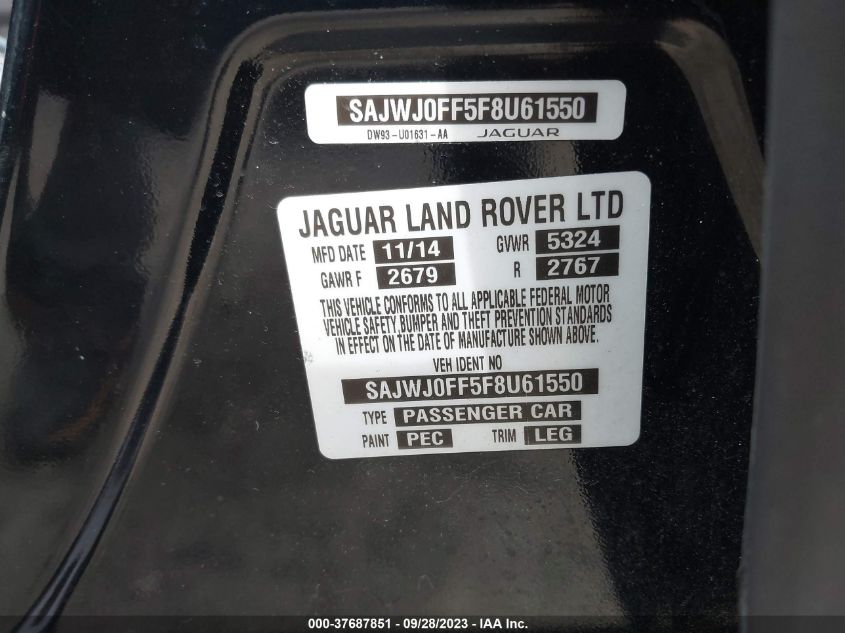 SAJWJ0FF5F8U61550
DW93-U01631-AA JAGUAR
JAGUAR LAND ROVER LTD
MFD DATE 11/14 GVWR 5324
GAWR F 2679 R 2767
THIS VEHICLE CONFORMS TO ALL APPLICABLE FEDERAL MOTOR
VEHICLE SAFETY,BUMPER AND THEFT PREVENTION STANDARDS
IN EFFECT ON THE DATE OF MANUFACTURE SHOWN ABOVE.
VEH IDENT NO
SAJWJ0FF5F8U61550
TYPE PASSENGER CAR
PAINT PEC TRIM LEG
000-37687851 / 09/28/2023 - IAA Inc.